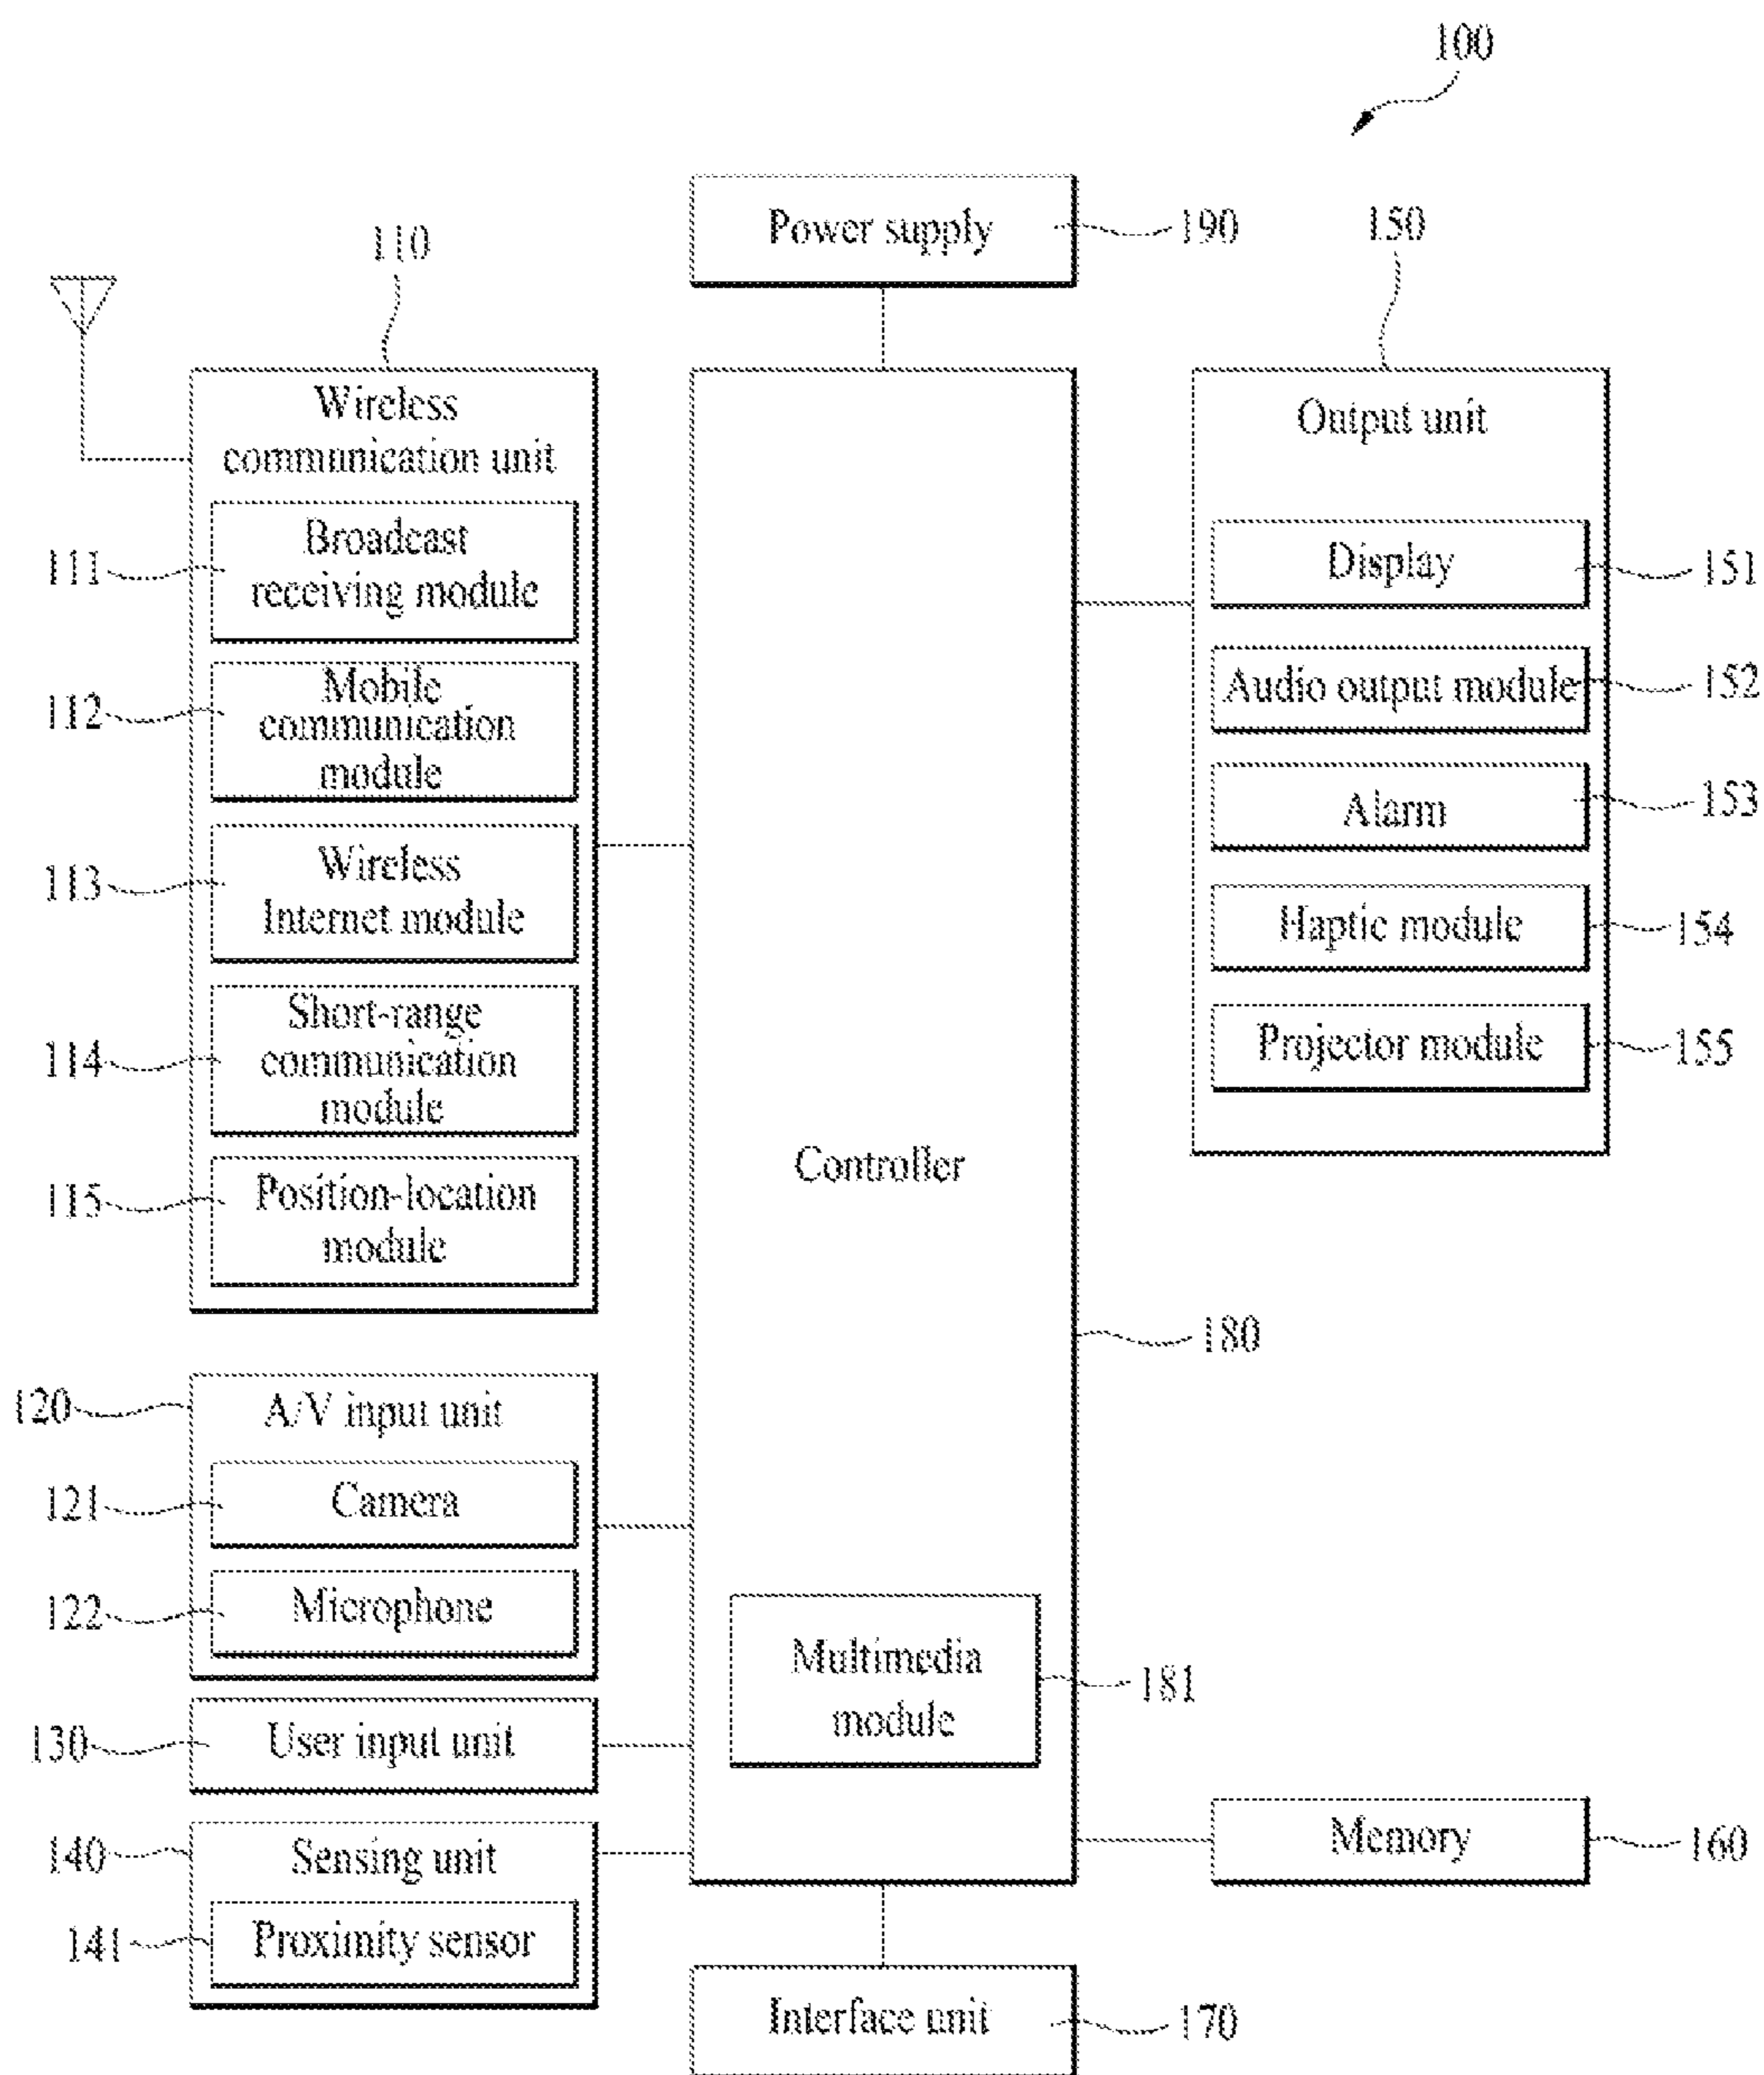 100
Power supply
190
150
110
Wireless
communication unit
Output unit
111
Broadcast
receiving module
Display
151
112
Mobile
communication
module
Audio output module
152
Alarm
153
113
Wireless
Internet module
Haptic module
154
114
Short-range
communication
module
Projector module
155
115
Position-location
module
Controller
180
120
A/V input unit
121
Camera
122
Microphone
Multimedia
module
181
130
User input unit
140
Sensing unit
Memory
160
141
Proximity sensor
Interface unit
170